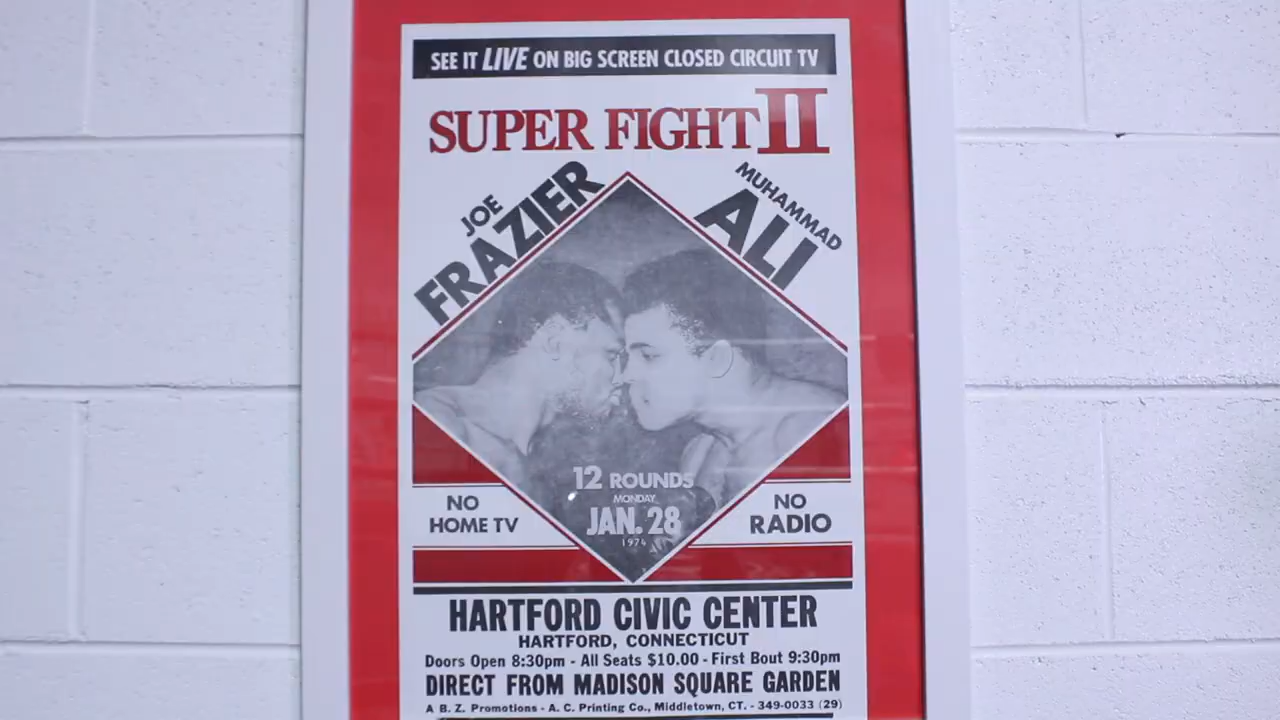 SEE IT LIVE ON BIG SCREEN CLOSED CIRCUIT TV
SUPER FIGHT II
JOE
FRAZIER
MUHAMMAD
ALI
12 ROUNDS
MONDAY
JAN. 28
1974
NO
HOME TV
NO
RADIO
HARTFORD CIVIC CENTER
HARTFORD, CONNECTICUT
Doors Open 8:30pm - All Seats $10.00 - First Bout 9:30pm
DIRECT FROM MADISON SQUARE GARDEN
A B. Z. Promotions - A. C. Printing Co., Middletown, CT. - 349-0033 (29)